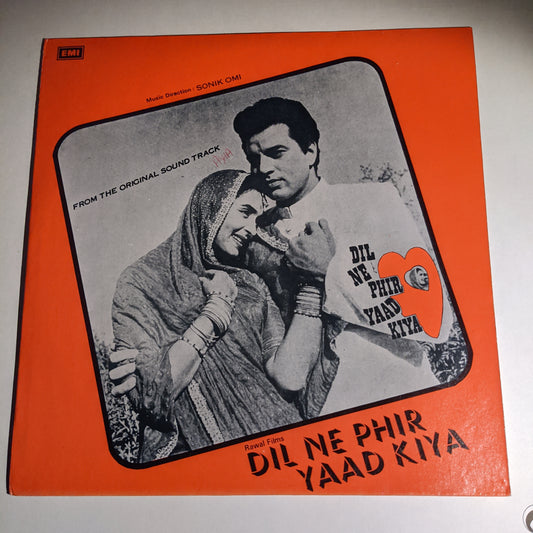 EMI
Music Direction : SONIK OMI
FROM THE ORIGINAL SOUND TRACK
DIL
NE
PHIR
YAAD
KIYA
Rawal Films
DIL NE PHIR
YAAD KIYA